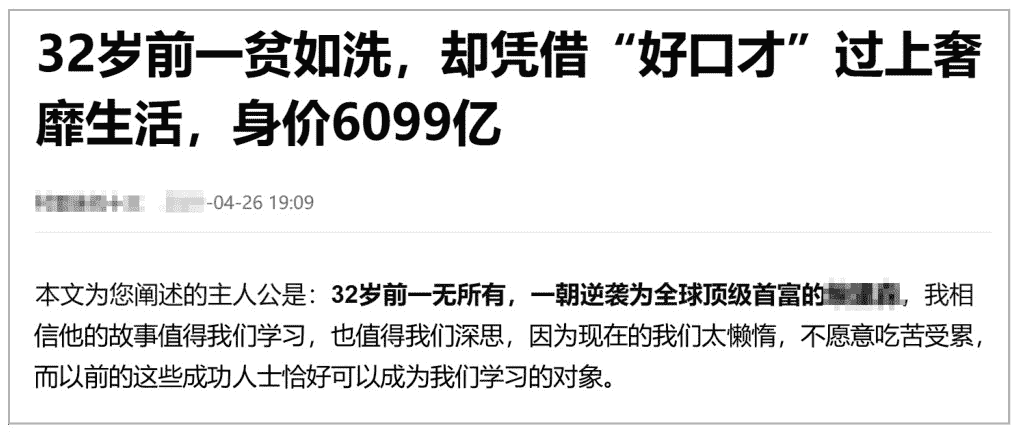 32岁前一贫如洗，却凭借“好口才”过上奢
靡生活，身价6099亿
-04-26 19:09
本文为您阐述的主人公是：32岁前一无所有，一朝逆袭为全球顶级首富的，我相
信他的故事值得我们学习，也值得我们深思，因为现在的我们太懒惰，不愿意吃苦受累，
而以前的这些成功人士恰好可以成为我们学习的对象。